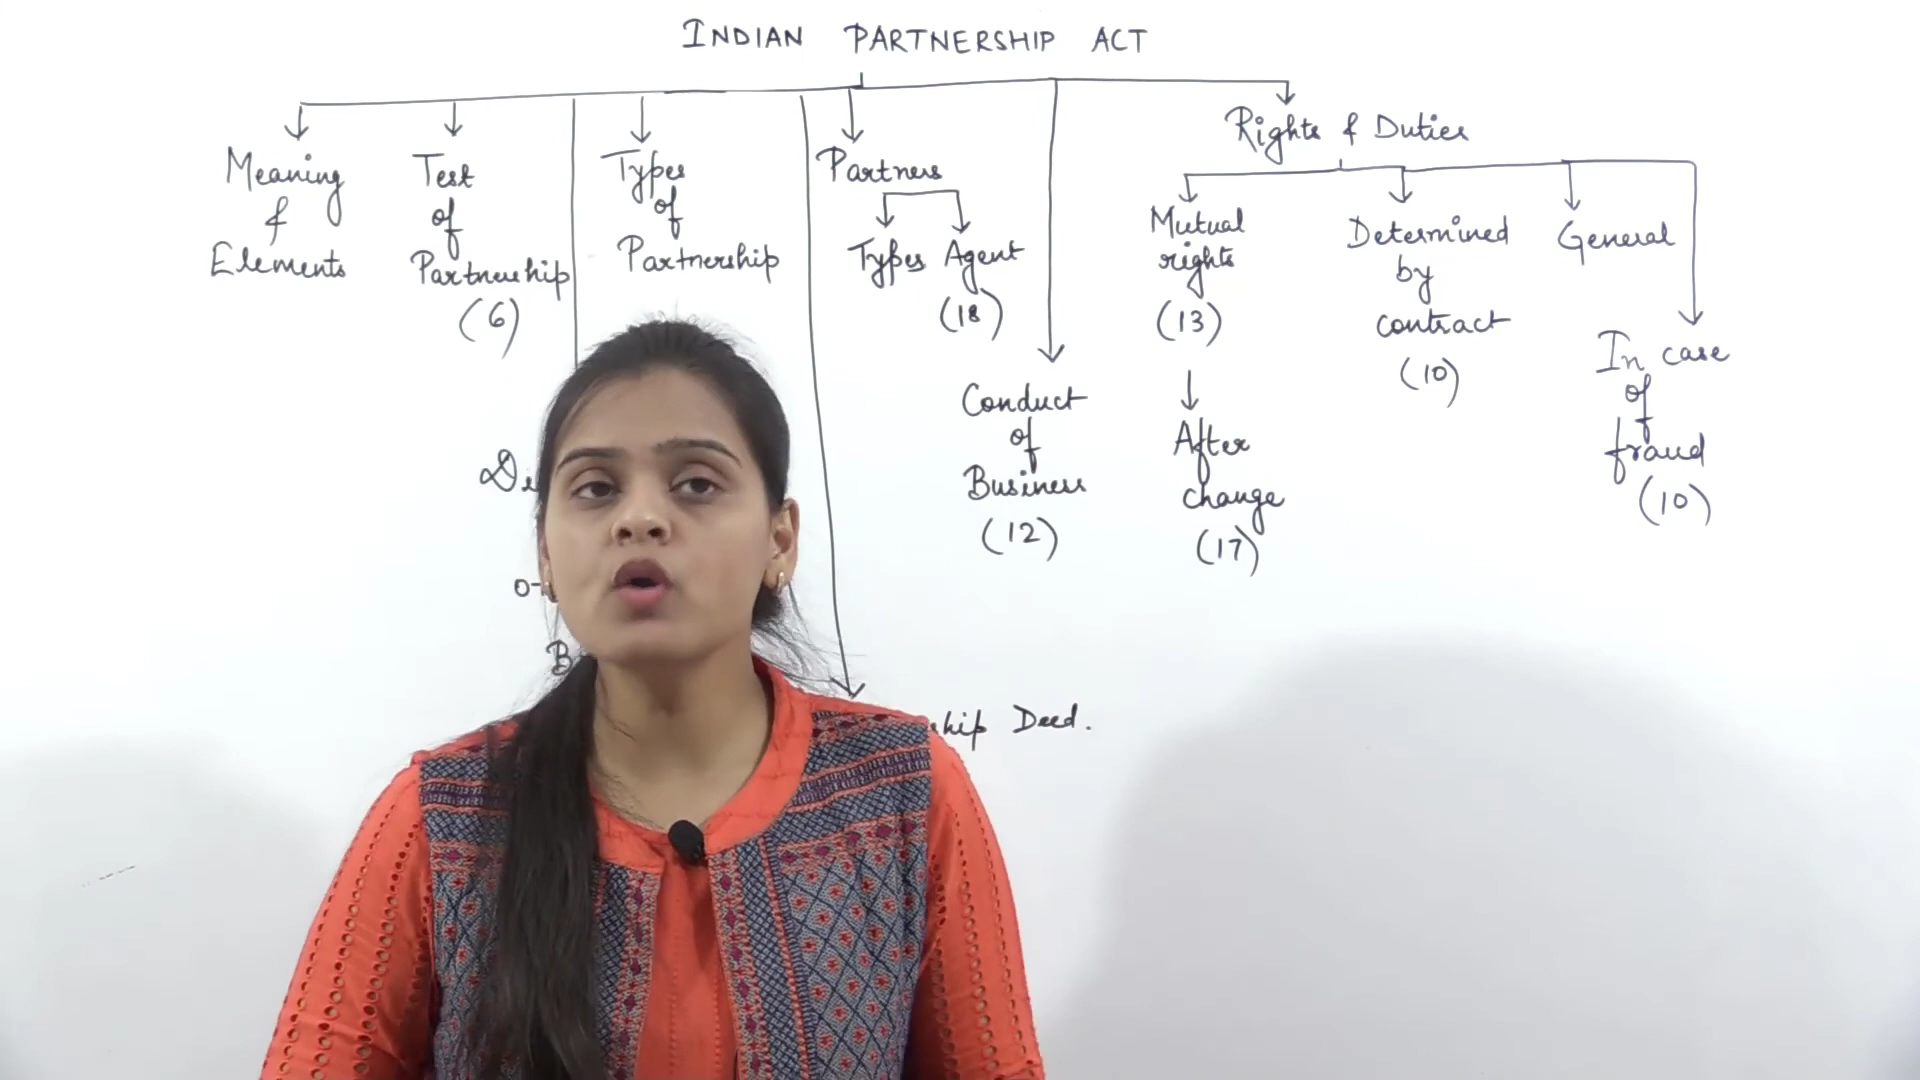 INDIAN PARTNERSHIP ACT
Meaning
&
Elements
Test
of
Partnership
(6)
Types
of
Partnership
Partners
Types Agent
(18)
Conduct
of
Business
(12)
Rights & Duties
Mutual
rights
(13)
After
change
(17)
Determined
by
contract
(10)
General
In case
of
fraud
(10)
Deed.